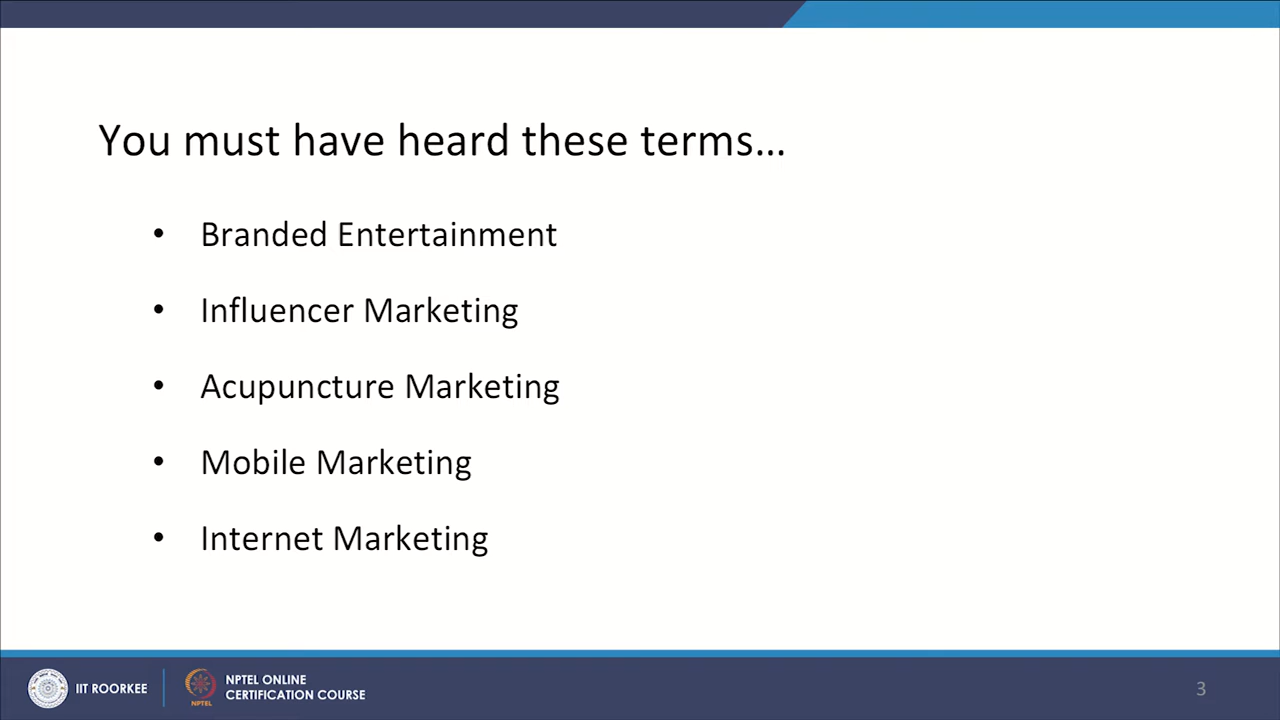 You must have heard these terms...
• Branded Entertainment
• Influencer Marketing
• Acupuncture Marketing
• Mobile Marketing
• Internet Marketing
IIT ROORKEE
NPTEL
NPTEL ONLINE
CERTIFICATION COURSE
3